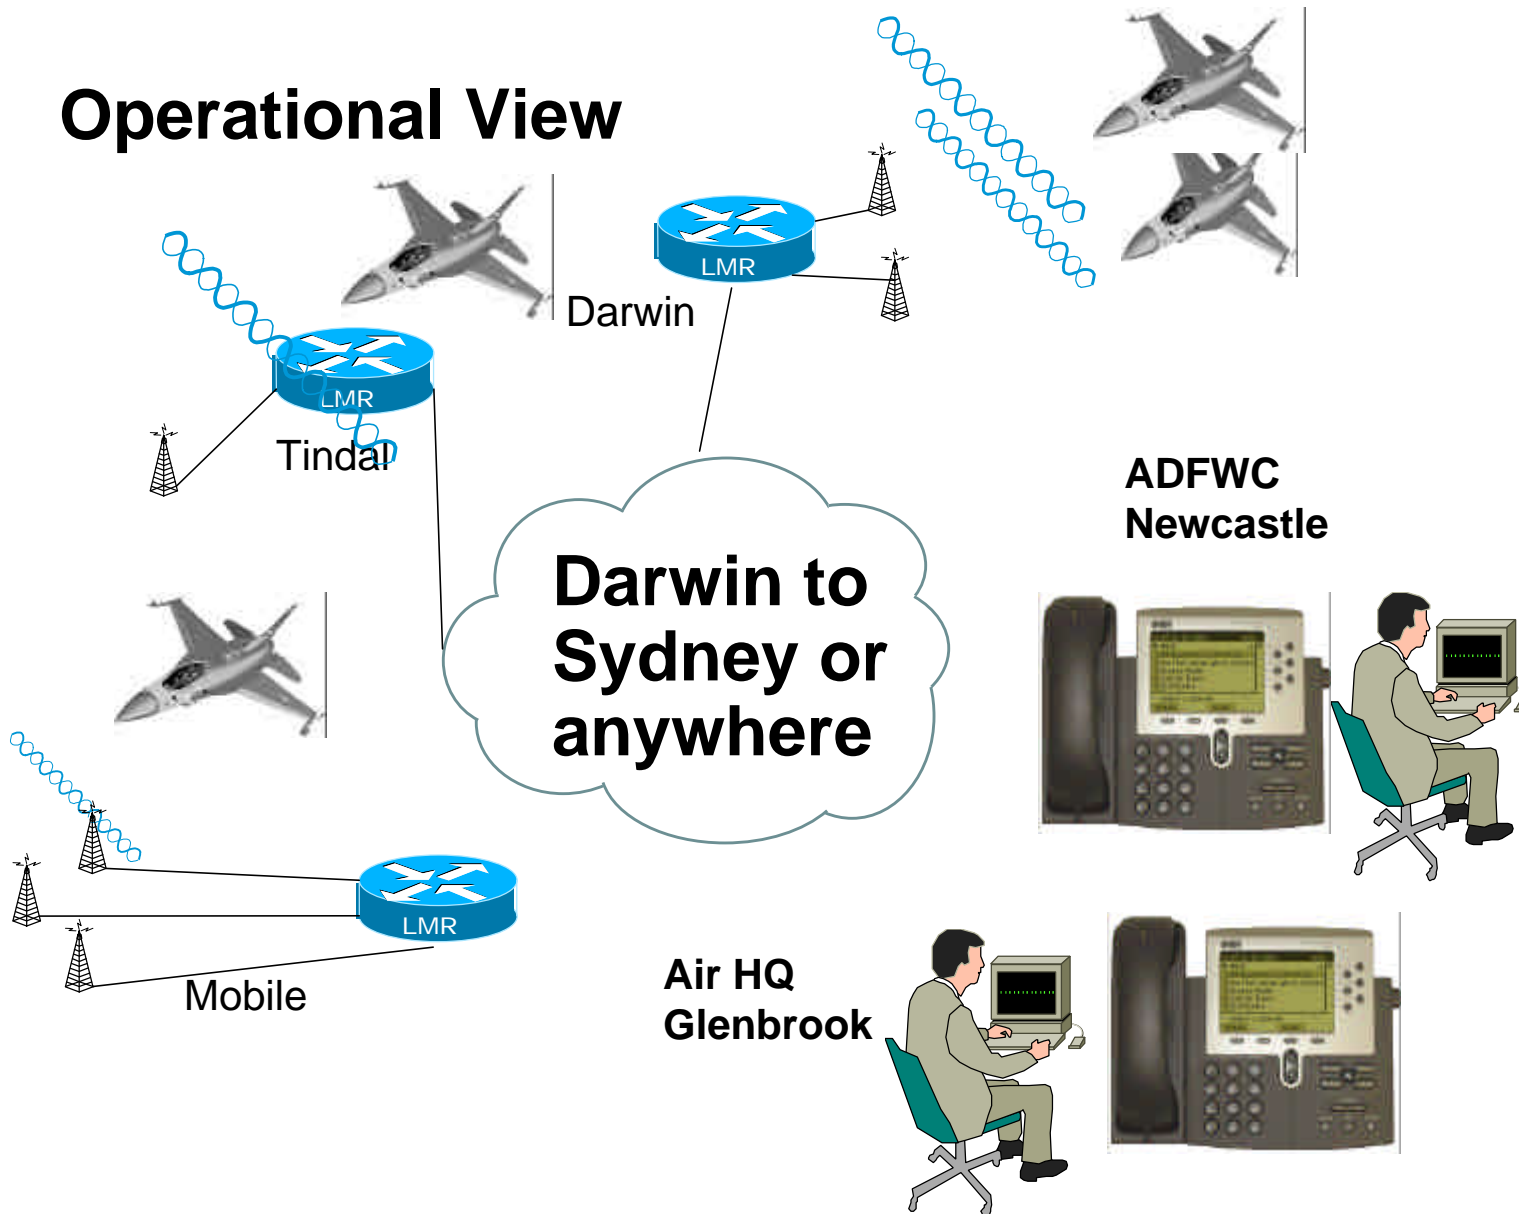 Operational View
LMR
Darwin
LMR
Tindal
ADFWC
Newcastle
Darwin to
Sydney or
anywhere
LMR
Mobile
Air HQ
Glenbrook